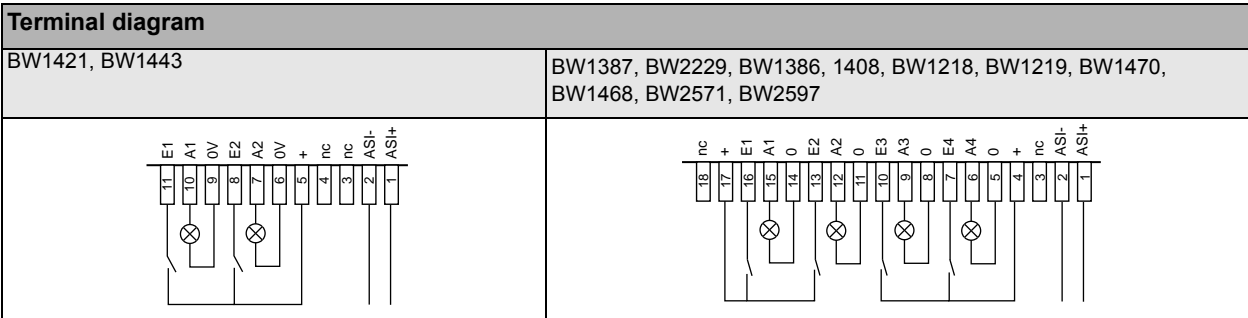 Terminal diagram
BW1421, BW1443
BW1387, BW2229, BW1386, 1408, BW1218, BW1219, BW1470,
BW1468, BW2571, BW2597
E1 A1 0V E2 A2 0V + nc nc ASI- ASI+
11 10 9 8 7 6 5 4 3 2 1
nc + E1 A1 0 E2 A2 0 E3 A3 0 E4 A4 0 + nc ASI- ASI+
18 17 16 15 14 13 12 11 10 9 8 7 6 5 4 3 2 1